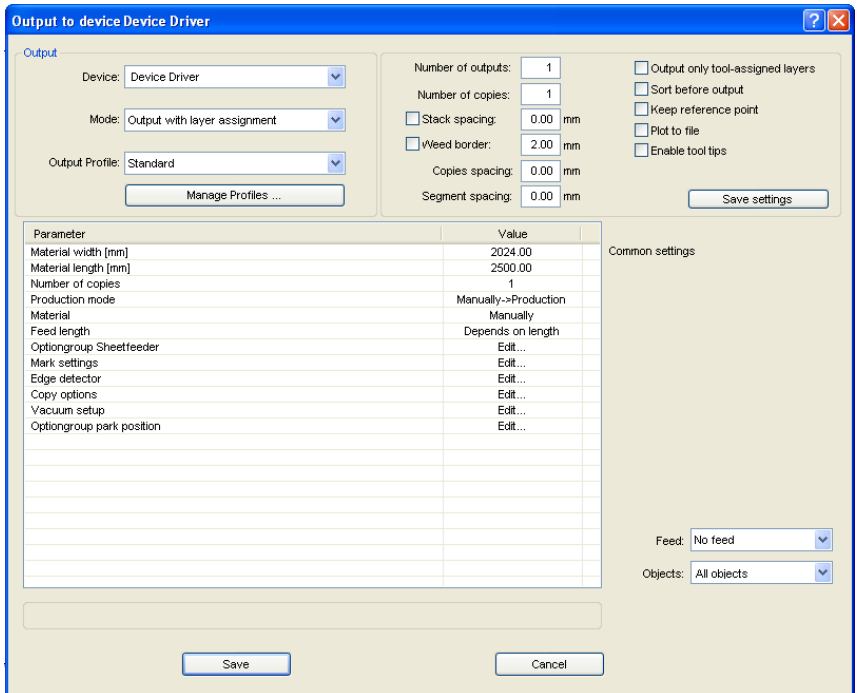 Output to device Device Driver
Output
Device: Device Driver
Mode: Output with layer assignment
Output Profile: Standard
Manage Profiles ...
Number of outputs: 1
Number of copies: 1
Stack spacing: 0.00 mm
Weed border: 2.00 mm
Copies spacing: 0.00 mm
Segment spacing: 0.00 mm
Output only tool-assigned layers
Sort before output
Keep reference point
Plot to file
Enable tool tips
Save settings
Parameter Value
Material width [mm] 2024.00
Material length [mm] 2500.00
Number of copies 1
Production mode Manually->Production
Material Manually
Feed length Depends on length
Optiongroup Sheetfeeder Edit...
Mark settings Edit...
Edge detector Edit...
Copy options Edit...
Vacuum setup Edit...
Optiongroup park position Edit...
Common settings
Feed: No feed
Objects: All objects
Save
Cancel